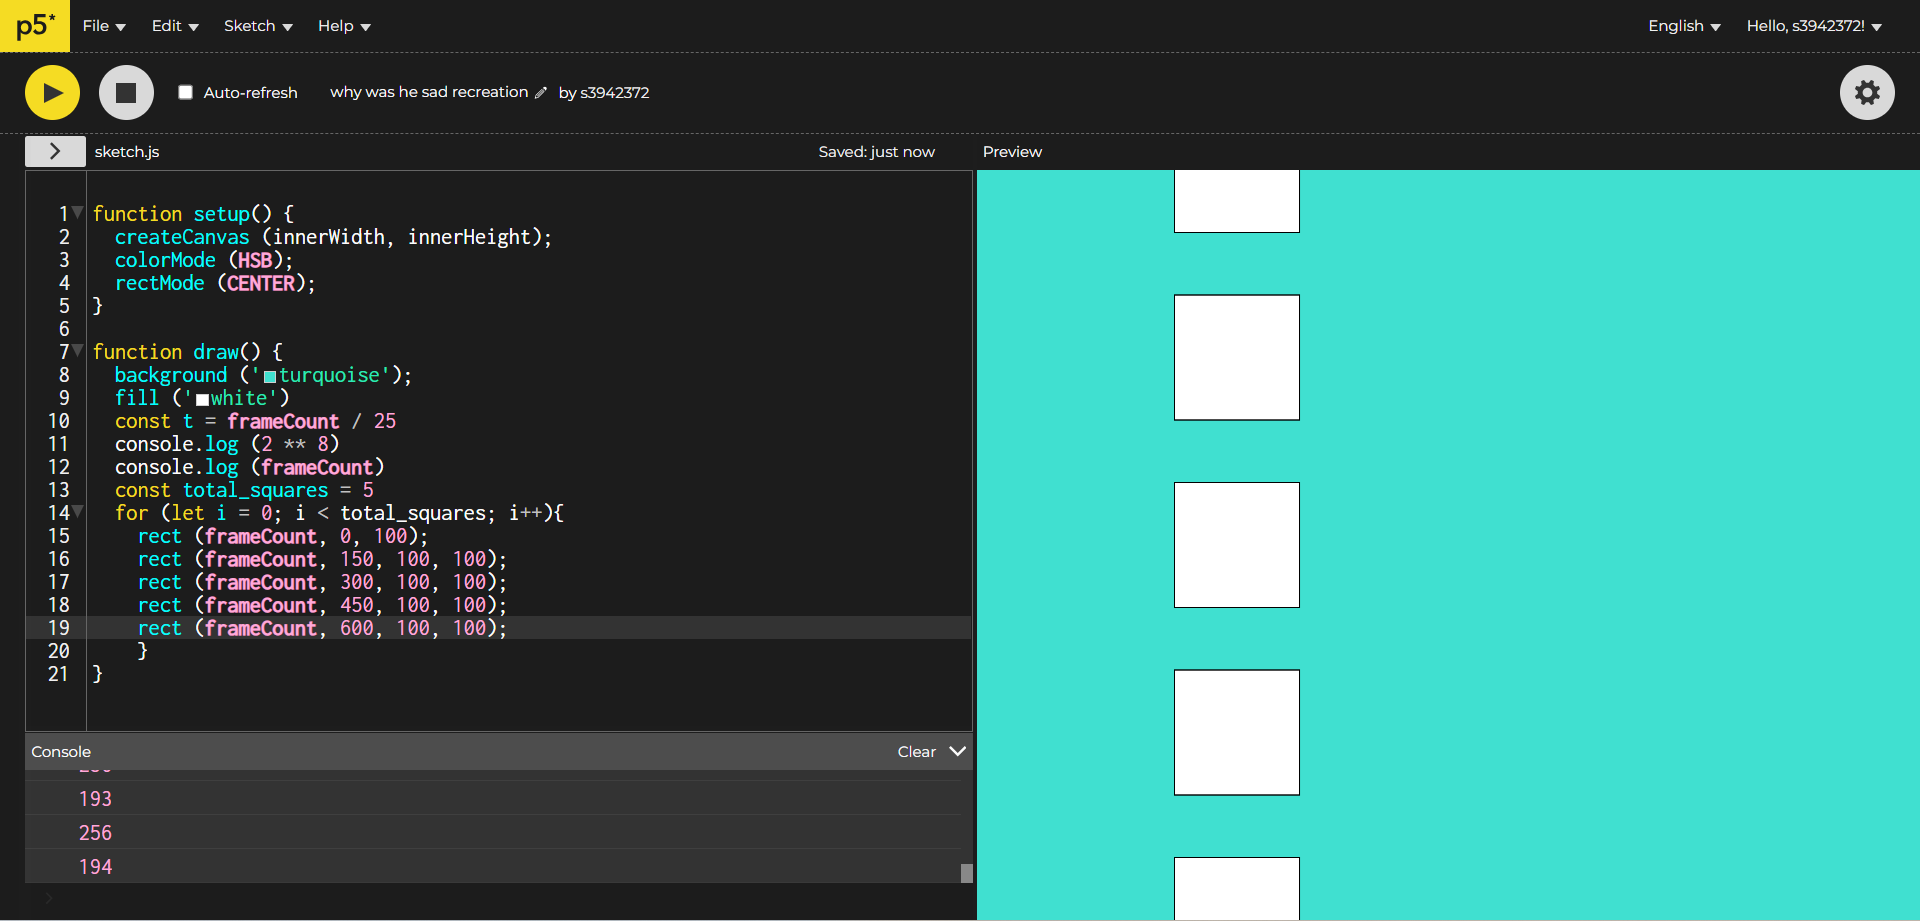 p5* File Edit Sketch Help English Hello, s3942372!
Auto-refresh why was he sad recreation by s3942372
> sketch.js Saved: just now Preview
1 function setup() {
2 createCanvas (innerWidth, innerHeight);
3 colorMode (HSB);
4 rectMode (CENTER);
5 }
6
7 function draw() {
8 background ('turquoise');
9 fill ('white')
10 const t = frameCount / 25
11 console.log (2 ** 8)
12 console.log (frameCount)
13 const total_squares = 5
14 for (let i = 0; i < total_squares; i++){
15 rect (frameCount, 0, 100);
16 rect (frameCount, 150, 100, 100);
17 rect (frameCount, 300, 100, 100);
18 rect (frameCount, 450, 100, 100);
19 rect (frameCount, 600, 100, 100);
20 }
21 }
Console Clear
193
256
194
>